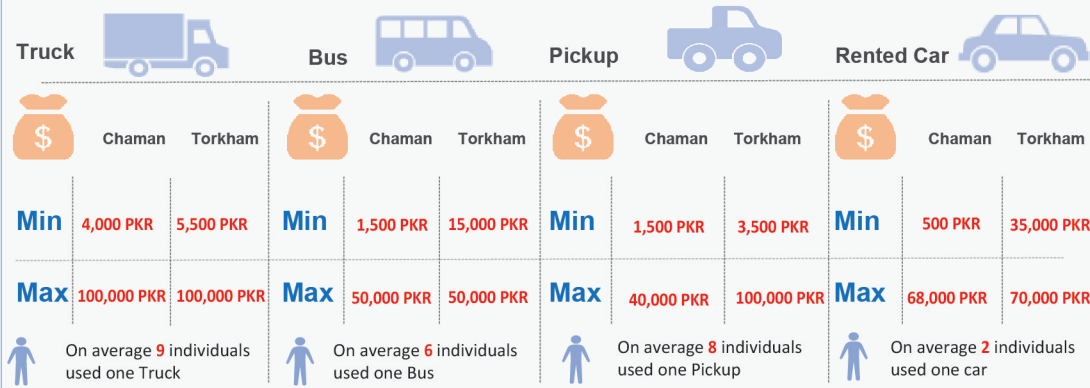 Truck
Bus
Pickup
Rented Car
$ Chaman Torkham
$ Chaman Torkham
$ Chaman Torkham
$ Chaman Torkham
Min 4,000 PKR 5,500 PKR
Min 1,500 PKR 15,000 PKR
Min 1,500 PKR 3,500 PKR
Min 500 PKR 35,000 PKR
Max 100,000 PKR 100,000 PKR
Max 50,000 PKR 50,000 PKR
Max 40,000 PKR 100,000 PKR
Max 68,000 PKR 70,000 PKR
On average 9 individuals
used one Truck
On average 6 individuals
used one Bus
On average 8 individuals
used one Pickup
On average 2 individuals
used one car